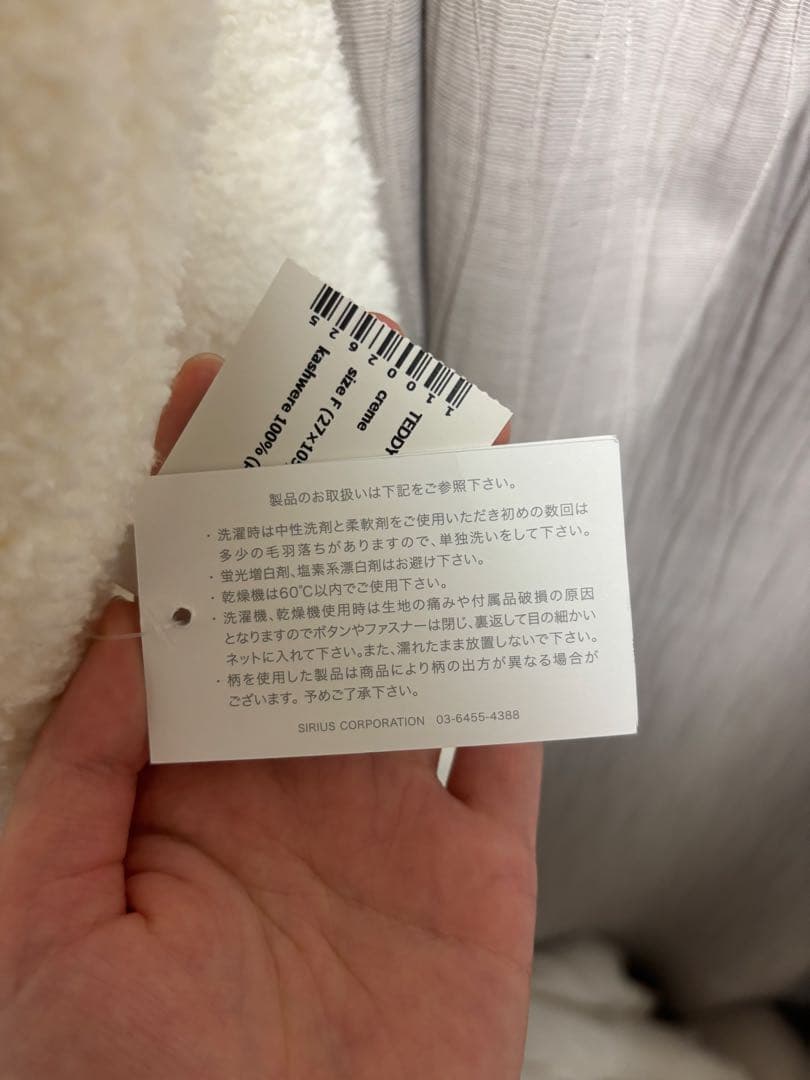 TEDDY
creme
size F (27×105
kashwere 100% (
製品のお取扱いは下記をご参照下さい。
・洗濯時は中性洗剤と柔軟剤をご使用いただき初めの数回は
多少の毛羽落ちがありますので、単独洗いをして下さい。
・蛍光増白剤、塩素系漂白剤はお避け下さい。
・乾燥機は60℃以内でご使用下さい。
・洗濯機、乾燥機使用時は生地の痛みや付属品破損の原因
となりますのでボタンやファスナーは閉じ、裏返して目の細かい
ネットに入れて下さい。また、濡れたまま放置しないで下さい。
・柄を使用した製品は商品により柄の出方が異なる場合が
ございます。予めご了承下さい。
SIRIUS CORPORATION 03-6455-4388